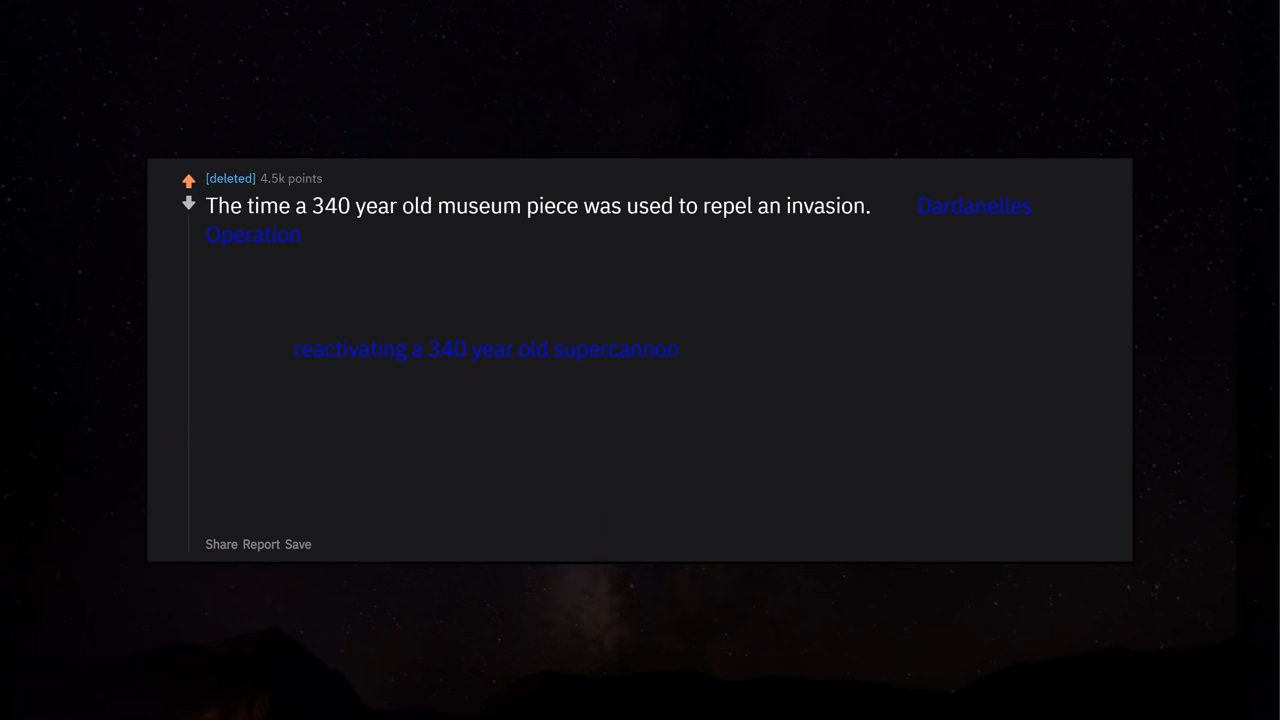 [deleted] 4.5k points
The time a 340 year old museum piece was used to repel an invasion. Dardanelles
Operation
reactivating a 340 year old supercannon
Share Report Save